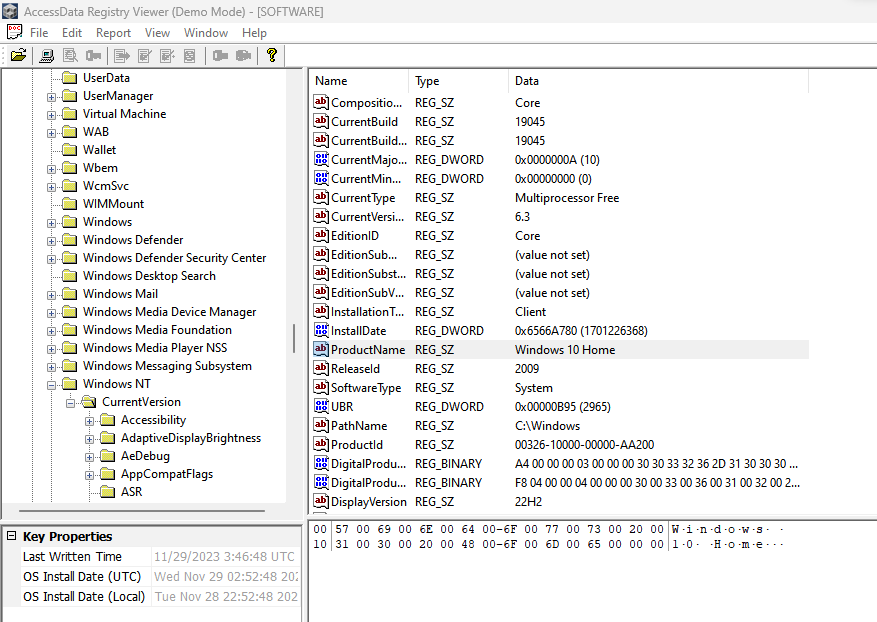 AccessData Registry Viewer (Demo Mode) - [SOFTWARE]
File Edit Report View Window Help
UserData
UserManager
Virtual Machine
WAB
Wallet
Wbem
WcmSvc
WIMMount
Windows
Windows Defender
Windows Defender Security Center
Windows Desktop Search
Windows Mail
Windows Media Device Manager
Windows Media Foundation
Windows Media Player NSS
Windows Messaging Subsystem
Windows NT
CurrentVersion
Accessibility
AdaptiveDisplayBrightness
AeDebug
AppCompatFlags
ASR
Name Type Data
Compositio... REG_SZ Core
CurrentBuild REG_SZ 19045
CurrentBuild... REG_SZ 19045
CurrentMajo... REG_DWORD 0x0000000A (10)
CurrentMin... REG_DWORD 0x00000000 (0)
CurrentType REG_SZ Multiprocessor Free
CurrentVersi... REG_SZ 6.3
EditionID REG_SZ Core
EditionSub... REG_SZ (value not set)
EditionSubst... REG_SZ (value not set)
EditionSubV... REG_SZ (value not set)
InstallationT... REG_SZ Client
InstallDate REG_DWORD 0x6566A780 (1701226368)
ProductName REG_SZ Windows 10 Home
ReleaseId REG_SZ 2009
SoftwareType REG_SZ System
UBR REG_DWORD 0x00000B95 (2965)
PathName REG_SZ C:\Windows
ProductId REG_SZ 00326-10000-00000-AA200
DigitalProdu... REG_BINARY A4 00 00 00 03 00 00 00 30 30 33 32 36 2D 31 30 30 30 ...
DigitalProdu... REG_BINARY F8 04 00 00 04 00 00 00 30 00 33 00 36 00 31 00 32 00 2...
DisplayVersion REG_SZ 22H2
Key Properties
Last Written Time 11/29/2023 3:46:48 UTC
OS Install Date (UTC) Wed Nov 29 02:52:48 202
OS Install Date (Local) Tue Nov 28 22:52:48 202
00 57 00 69 00 6E 00 64 00-6F 00 77 00 73 00 20 00 W·i·n·d·o·w·s· ·
10 31 00 30 00 20 00 48 00-6F 00 6D 00 65 00 00 00 1·0· ·H·o·m·e···